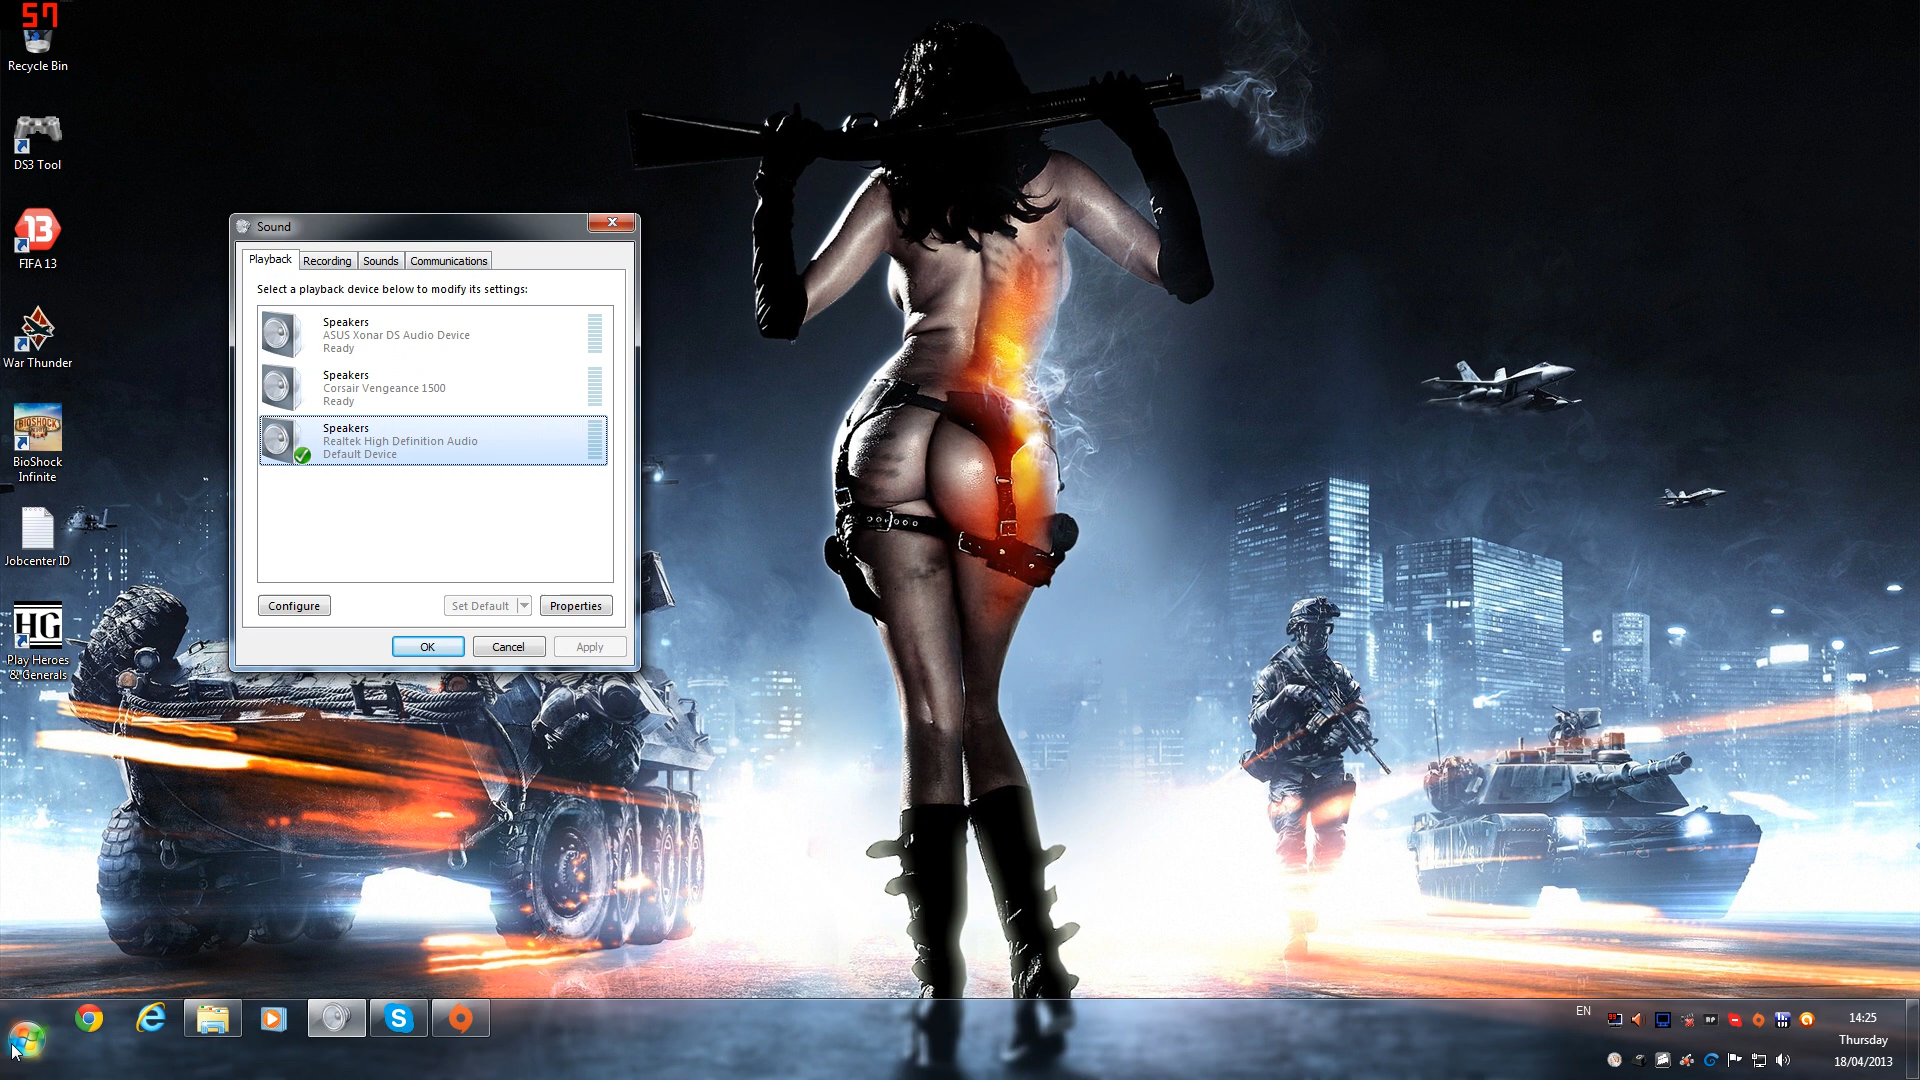 57
Recycle Bin
DS3 Tool
13
FIFA 13
War Thunder
BIOSHOCK
BioShock
Infinite
Jobcenter ID
HG
Play Heroes
& Generals
Sound
Playback
Recording
Sounds
Communications
Select a playback device below to modify its settings:
Speakers
ASUS Xonar DS Audio Device
Ready
Speakers
Corsair Vengeance 1500
Ready
Speakers
Realtek High Definition Audio
Default Device
Configure
Set Default
Properties
OK
Cancel
Apply
EN
14:25
Thursday
18/04/2013